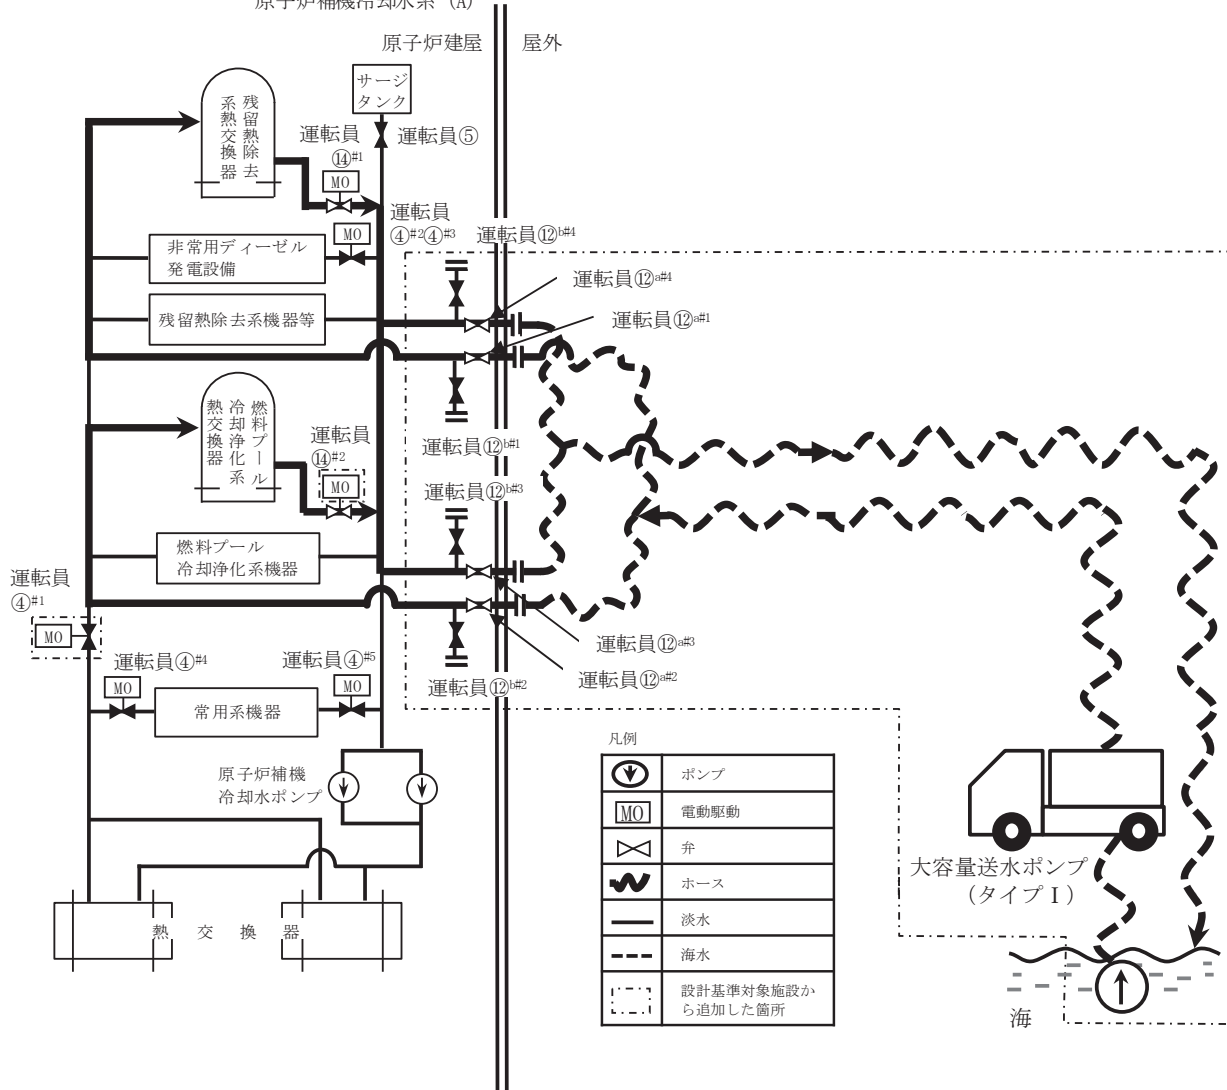 原子炉補機冷却水系 (A)
原子炉建屋
屋外
サージ
タンク
残留熱除去
系熱交換器
運転員⑤
運転員
⑭#1
MO
運転員
④#2④#3
運転員⑫b#4
MO
非常用ディーゼル
発電設備
運転員⑫a#4
残留熱除去系機器等
運転員⑫a#1
燃料プール
冷却浄化系
熱交換器
運転員
⑭#2
MO
運転員⑫b#1
運転員⑫b#3
燃料プール
冷却浄化系機器
運転員
④#1
MO
運転員⑫a#3
運転員④#4
運転員④#5
運転員⑫a#2
MO
MO
運転員⑫b#2
常用系機器
原子炉補機
冷却水ポンプ
凡例
ポンプ
MO
電動駆動
弁
ホース
淡水
海水
設計基準対象施設か
ら追加した箇所
大容量送水ポンプ
(タイプⅠ)
熱交換器
海